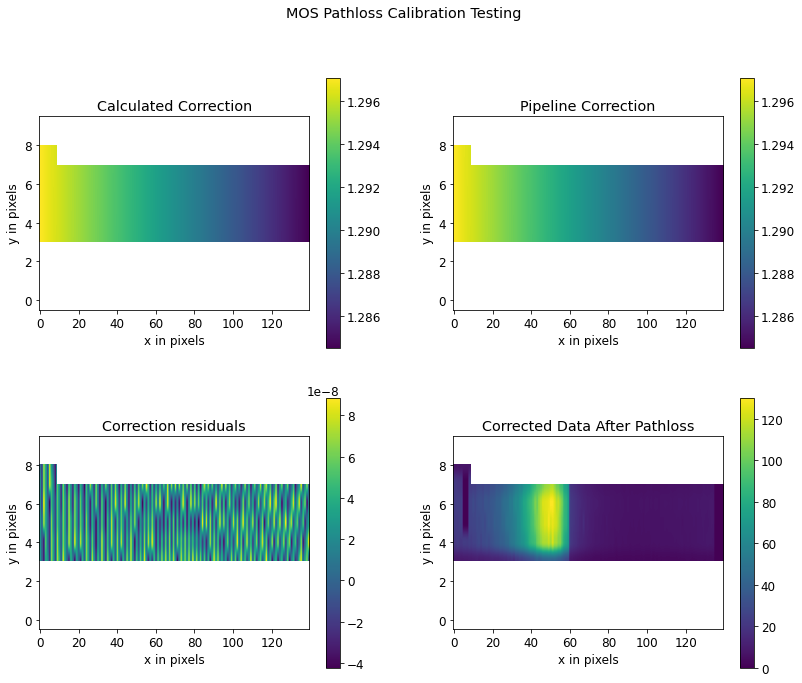 MOS Pathloss Calibration Testing
Calculated Correction
y in pixels
8
6
4
2
0
0 20 40 60 80 100 120
x in pixels
1.296
1.294
1.292
1.290
1.288
1.286
Pipeline Correction
y in pixels
8
6
4
2
0
0 20 40 60 80 100 120
x in pixels
1.296
1.294
1.292
1.290
1.288
1.286
Correction residuals
y in pixels
8
6
4
2
0
0 20 40 60 80 100 120
x in pixels
1e−8
8
6
4
2
0
−2
−4
Corrected Data After Pathloss
y in pixels
8
6
4
2
0
0 20 40 60 80 100 120
x in pixels
120
100
80
60
40
20
0